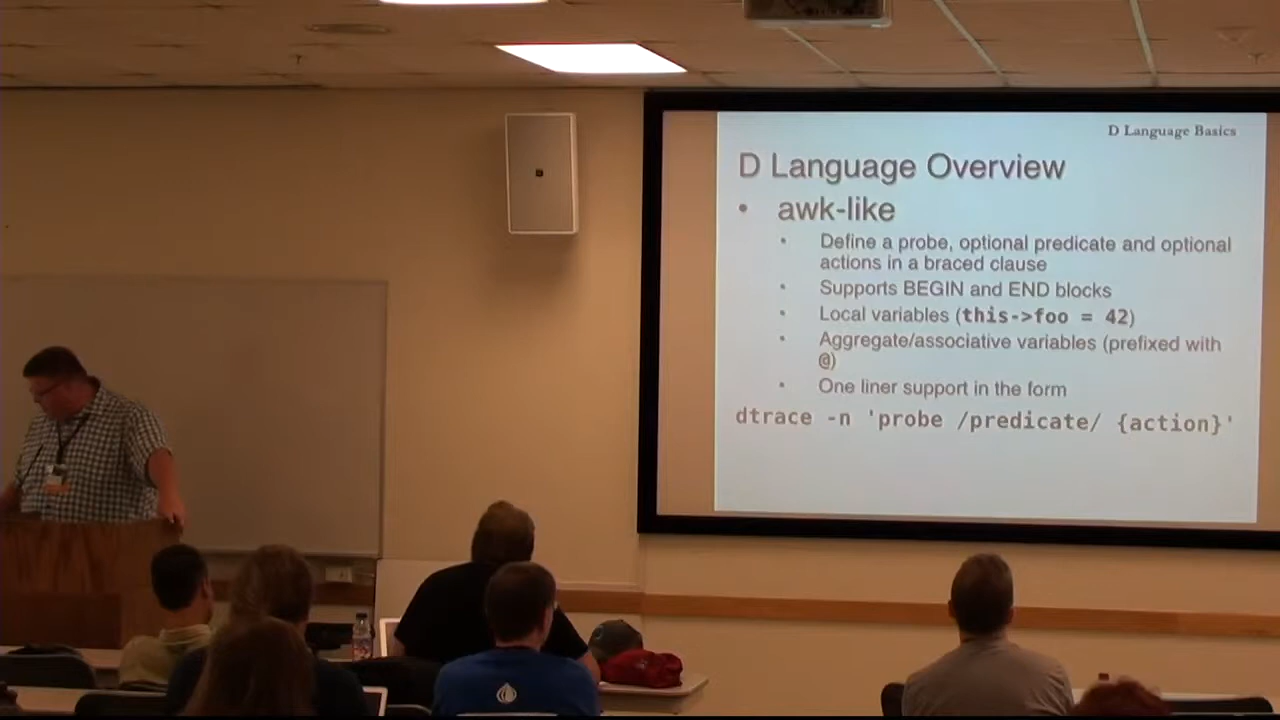 D Language Basics
D Language Overview
• awk-like
• Define a probe, optional predicate and optional
actions in a braced clause
• Supports BEGIN and END blocks
• Local variables (this->foo = 42)
• Aggregate/associative variables (prefixed with
@)
• One liner support in the form
dtrace -n 'probe /predicate/ {action}'